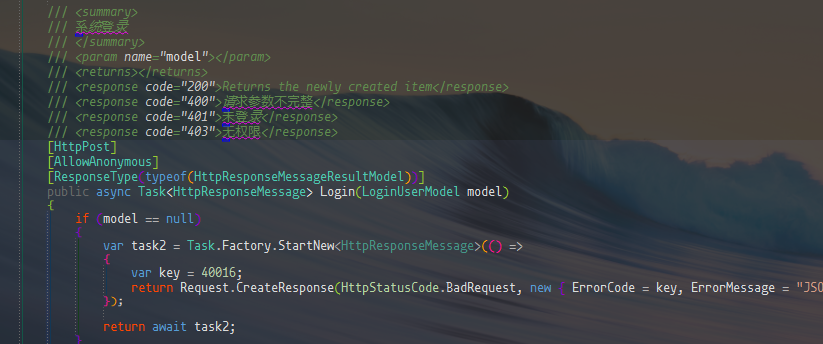 /// <summary>
/// 系统登录
/// </summary>
/// <param name="model"></param>
/// <returns></returns>
/// <response code="200">Returns the newly created item</response>
/// <response code="400">请求参数不完整</response>
/// <response code="401">未登录</response>
/// <response code="403">无权限</response>
[HttpPost]
[AllowAnonymous]
[ResponseType(typeof(HttpResponseMessageResultModel))]
public async Task<HttpResponseMessage> Login(LoginUserModel model)
{
if (model == null)
{
var task2 = Task.Factory.StartNew<HttpResponseMessage>(() =>
{
var key = 40016;
return Request.CreateResponse(HttpStatusCode.BadRequest, new { ErrorCode = key, ErrorMessage = "JSO
});
return await task2;
}